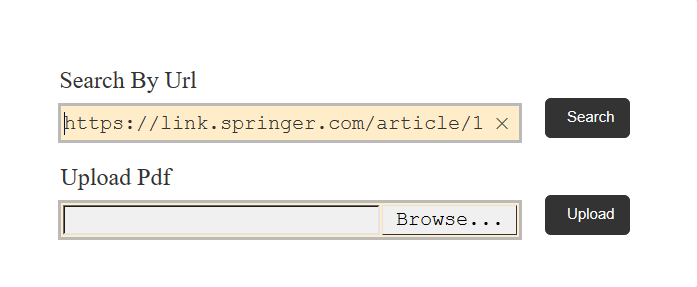 Search By Url
https://link.springer.com/article/1 ×
Search
Upload Pdf
Browse...
Upload